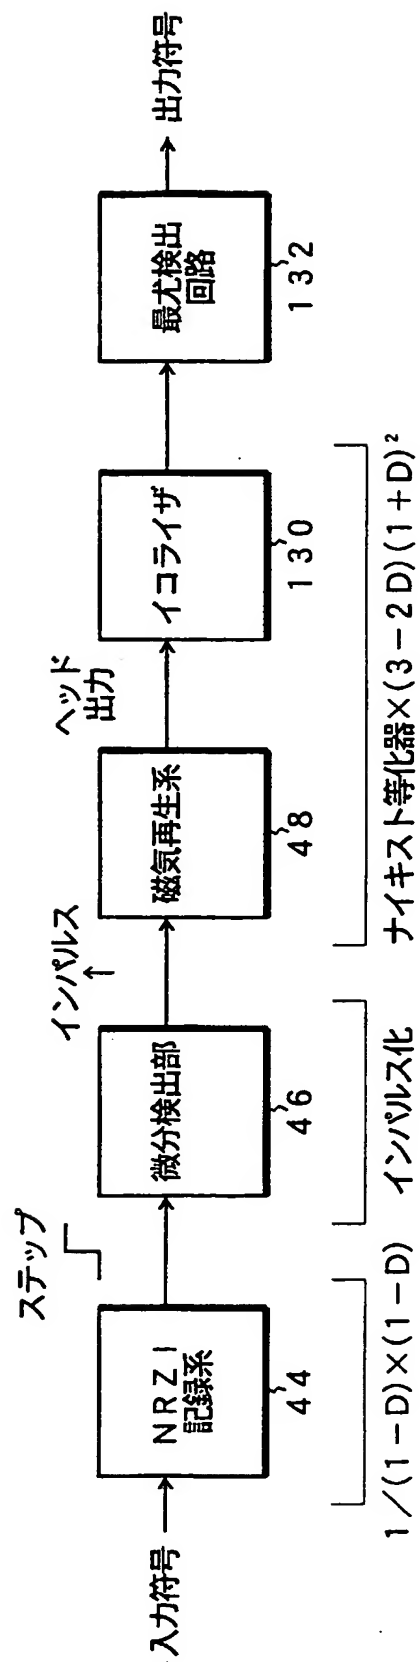 入力符号
NRZI
記録系
44
1/(1-D)×(1-D)
ステップ
微分検出部
46
インパルス化
インパルス
磁気再生系
48
ヘッド
出力
イコライザ
130
ナイキスト等化器×(3-2D)(1+D)²
最尤検出
回路
132
出力符号